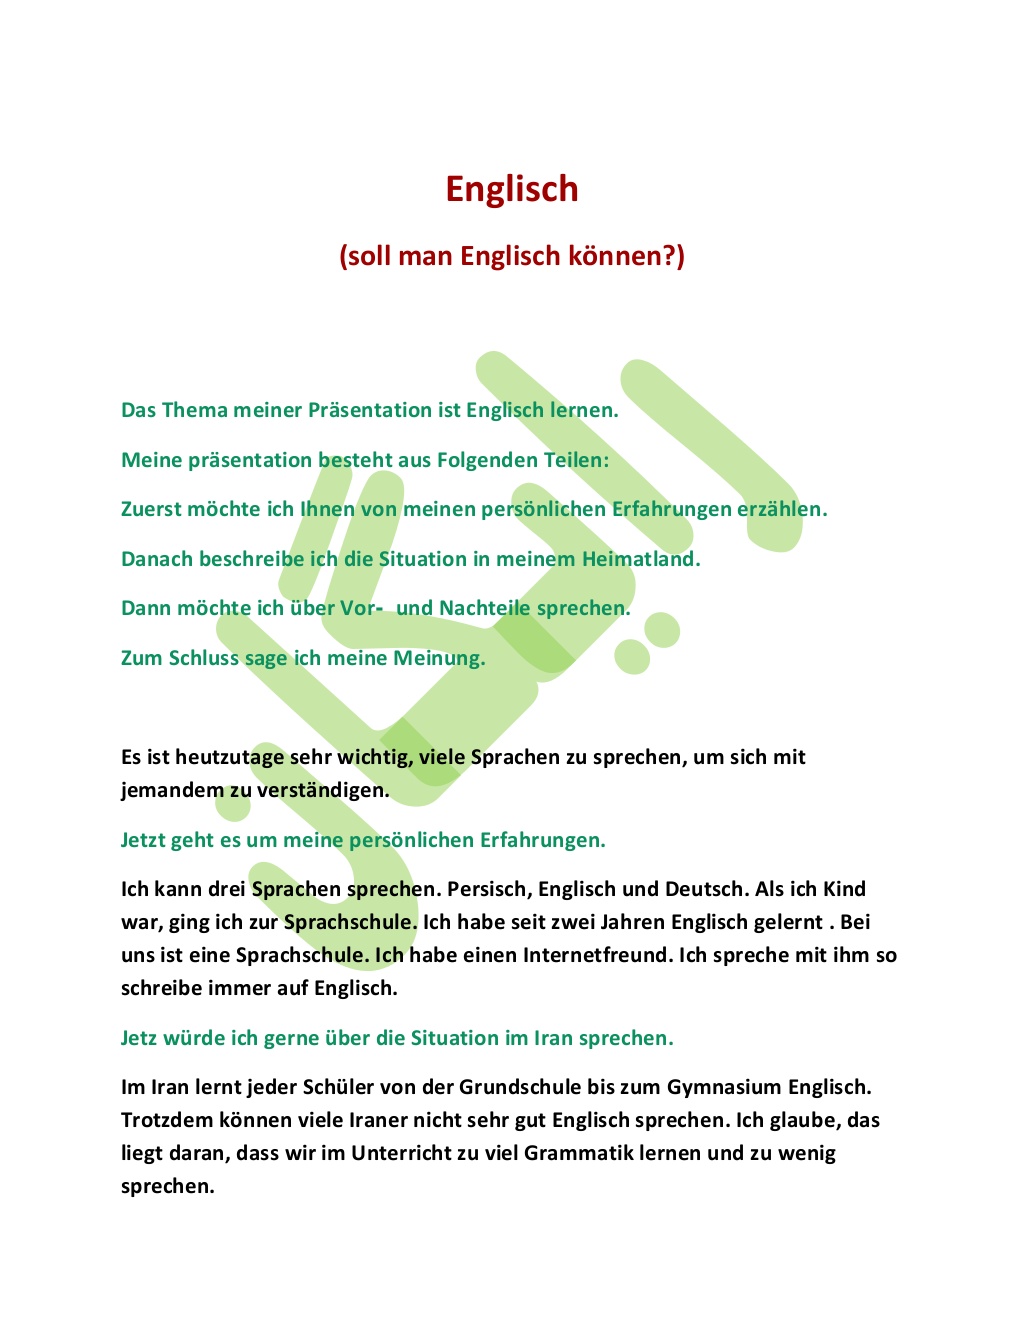 Englisch
(soll man Englisch können?)
Das Thema meiner Präsentation ist Englisch lernen.
Meine präsentation besteht aus Folgenden Teilen:
Zuerst möchte ich Ihnen von meinen persönlichen Erfahrungen erzählen.
Danach beschreibe ich die Situation in meinem Heimatland.
Dann möchte ich über Vor-  und Nachteile sprechen.
Zum Schluss sage ich meine Meinung.
Es ist heutzutage sehr wichtig, viele Sprachen zu sprechen, um sich mit
jemandem zu verständigen.
Jetzt geht es um meine persönlichen Erfahrungen.
Ich kann drei Sprachen sprechen. Persisch, Englisch und Deutsch. Als ich Kind
war, ging ich zur Sprachschule. Ich habe seit zwei Jahren Englisch gelernt . Bei
uns ist eine Sprachschule. Ich habe einen Internetfreund. Ich spreche mit ihm so
schreibe immer auf Englisch.
Jetz würde ich gerne über die Situation im Iran sprechen.
Im Iran lernt jeder Schüler von der Grundschule bis zum Gymnasium Englisch.
Trotzdem können viele Iraner nicht sehr gut Englisch sprechen. Ich glaube, das
liegt daran, dass wir im Unterricht zu viel Grammatik lernen und zu wenig
sprechen.
رایگان